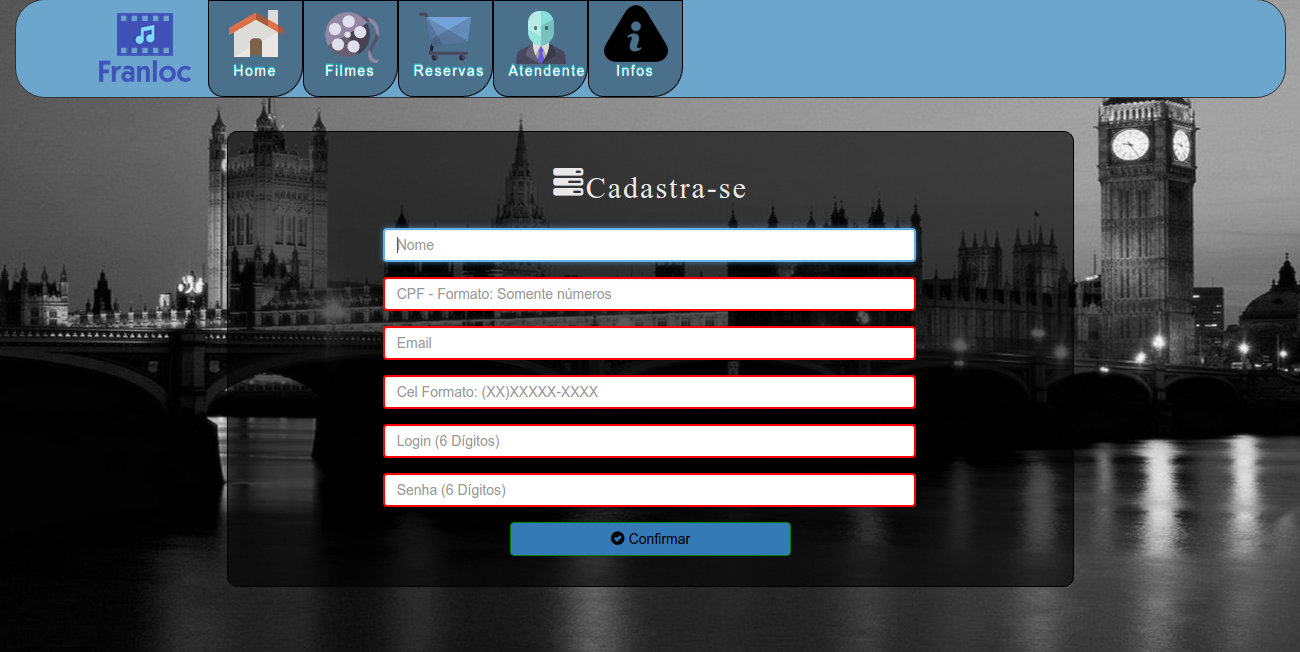 Franloc
Home
Filmes
Reservas
Atendente
Infos
Cadastra-se
Nome
CPF - Formato: Somente números
Email
Cel Formato: (XX)XXXXX-XXXX
Login (6 Dígitos)
Senha (6 Dígitos)
Confirmar